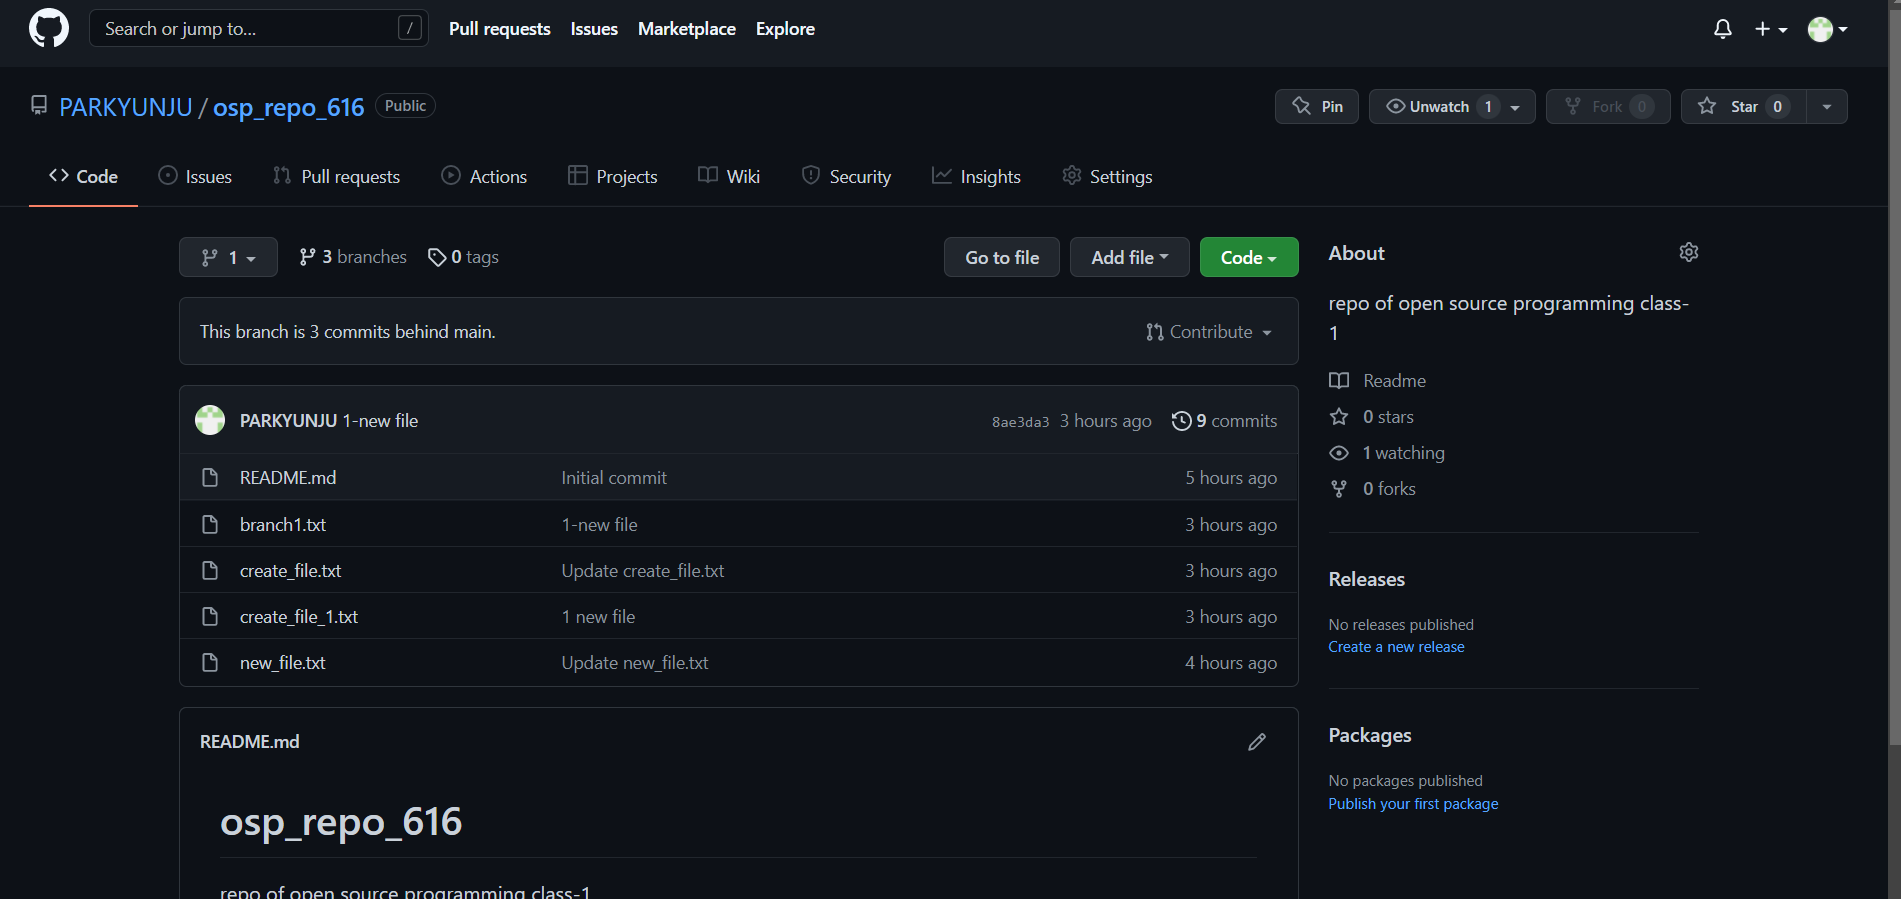 Search or jump to... / Pull requests Issues Marketplace Explore
PARKYUNJU / osp_repo_616 Public Pin Unwatch 1 Fork 0 Star 0
Code Issues Pull requests Actions Projects Wiki Security Insights Settings
1 3 branches 0 tags Go to file Add file Code
This branch is 3 commits behind main. Contribute
PARKYUNJU 1-new file 8ae3da3 3 hours ago 9 commits
README.md Initial commit 5 hours ago
branch1.txt 1-new file 3 hours ago
create_file.txt Update create_file.txt 3 hours ago
create_file_1.txt 1 new file 3 hours ago
new_file.txt Update new_file.txt 4 hours ago
README.md
osp_repo_616
repo of open source programming class-1
About
repo of open source programming class-
1
Readme
0 stars
1 watching
0 forks
Releases
No releases published
Create a new release
Packages
No packages published
Publish your first package